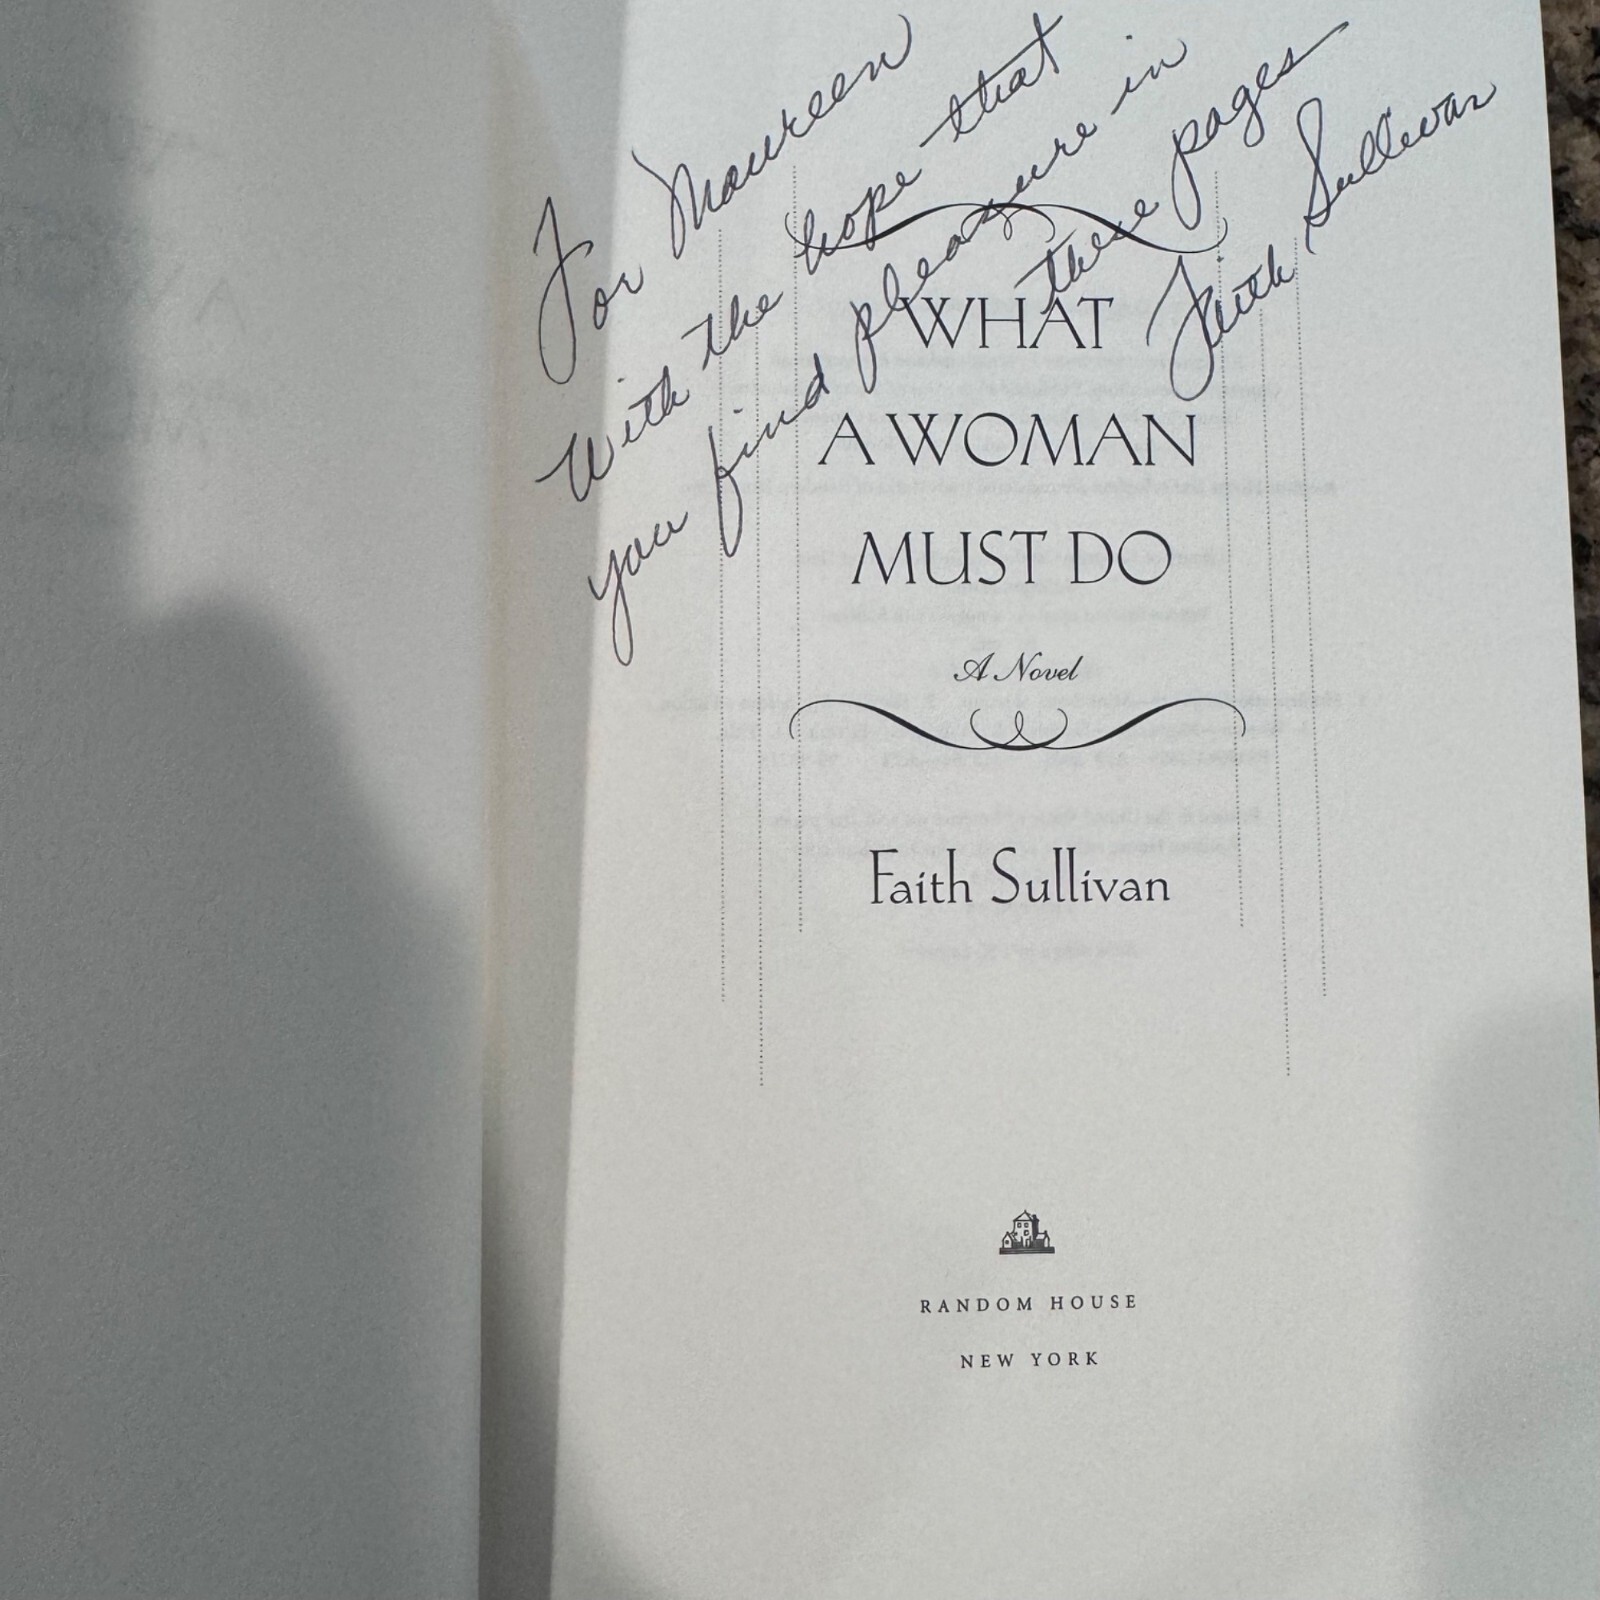 For Maureen
With the hope that
you find pleasure in
these pages
Faith Sullivan
WHAT
A WOMAN
MUST DO
A Novel
Faith Sullivan
RANDOM HOUSE
NEW YORK